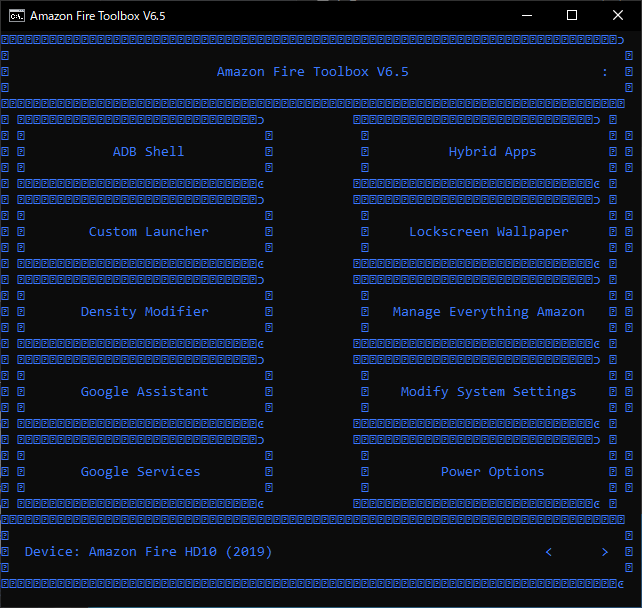 Amazon Fire Toolbox V6.5
Amazon Fire Toolbox V6.5 :
ADB Shell Hybrid Apps
Custom Launcher Lockscreen Wallpaper
Density Modifier Manage Everything Amazon
Google Assistant Modify System Settings
Google Services Power Options
Device: Amazon Fire HD10 (2019) < >